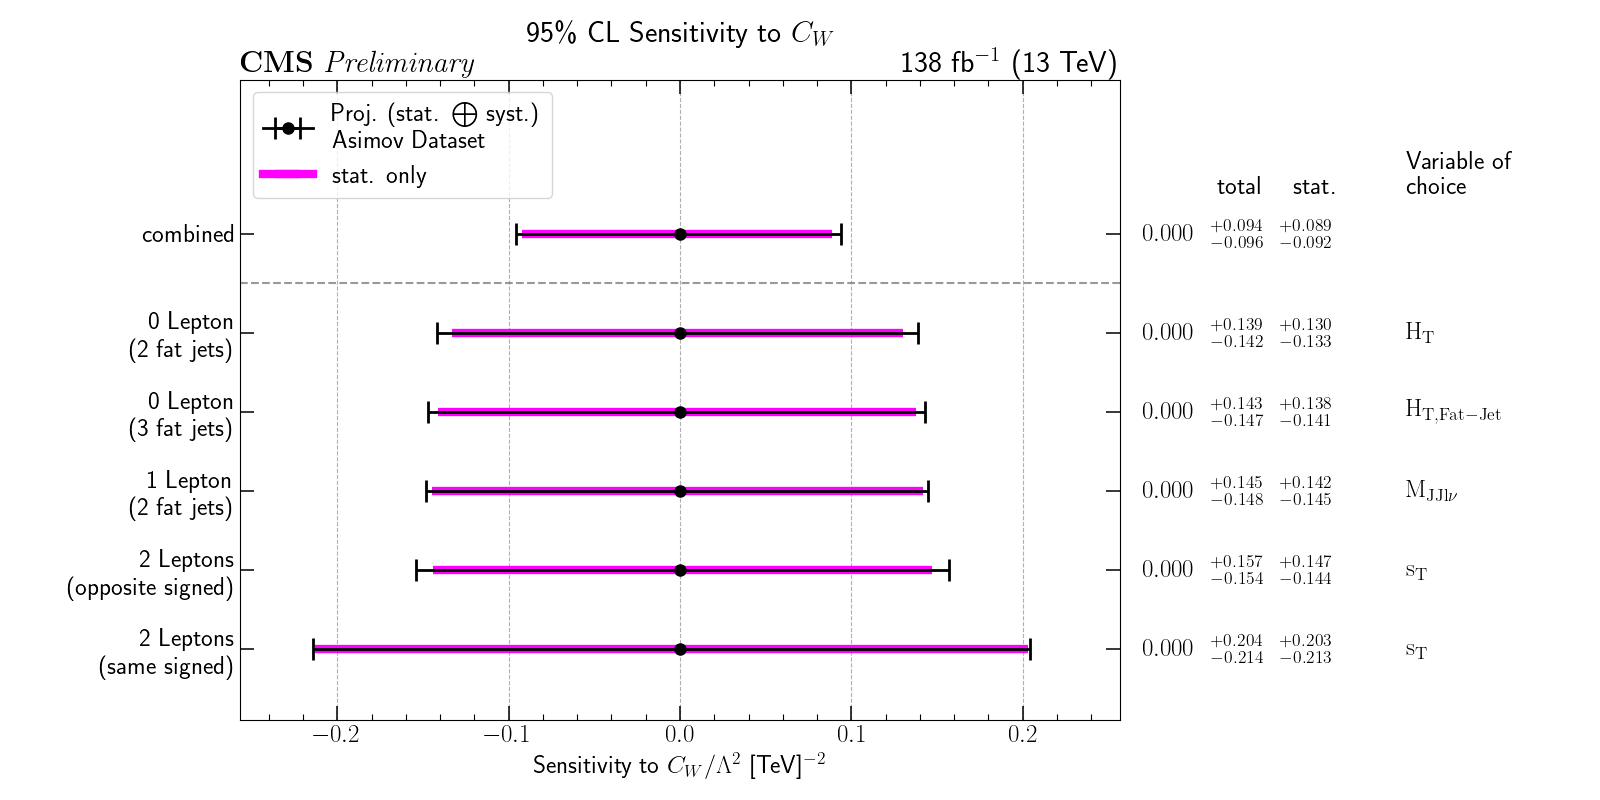 95% CL Sensitivity to C_W
CMS Preliminary 138 fb⁻¹ (13 TeV)
Proj. (stat. ⨁ syst.)
Asimov Dataset
stat. only
Variable of
total stat. choice
combined 0.000 +0.094 −0.096 +0.089 −0.092
0 Lepton
(2 fat jets) 0.000 +0.139 −0.142 +0.130 −0.133 H_T
0 Lepton
(3 fat jets) 0.000 +0.143 −0.147 +0.138 −0.141 H_T,Fat−Jet
1 Lepton
(2 fat jets) 0.000 +0.145 −0.148 +0.142 −0.145 M_JJlν
2 Leptons
(opposite signed) 0.000 +0.157 −0.154 +0.147 −0.144 s_T
2 Leptons
(same signed) 0.000 +0.204 −0.214 +0.203 −0.213 s_T
−0.2 −0.1 0.0 0.1 0.2
Sensitivity to C_W/Λ² [TeV]⁻²